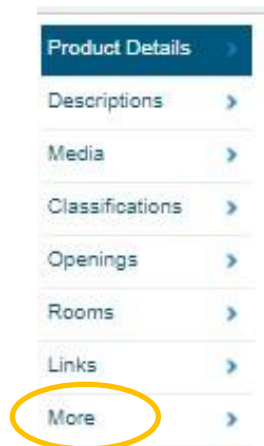 Product Details
Descriptions
Media
Classifications
Openings
Rooms
Links
More